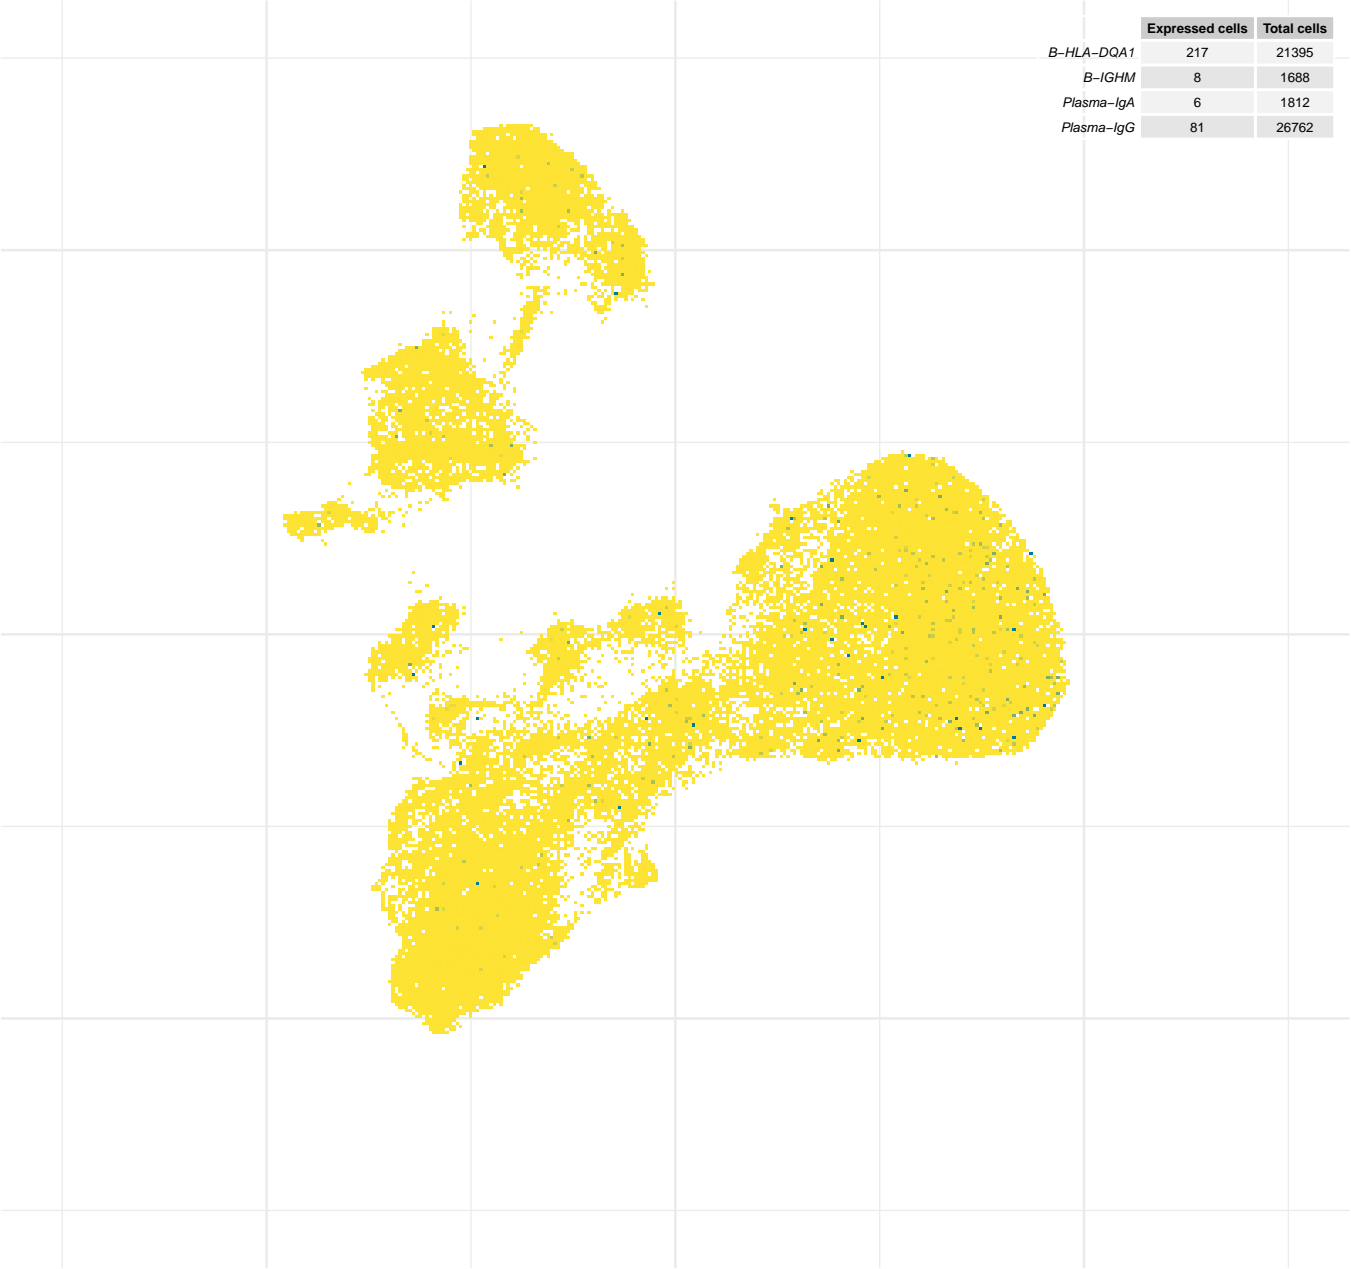 Expressed cells Total cells
B−HLA−DQA1 217 21395
B−IGHM 8 1688
Plasma−IgA 6 1812
Plasma−IgG 81 26762